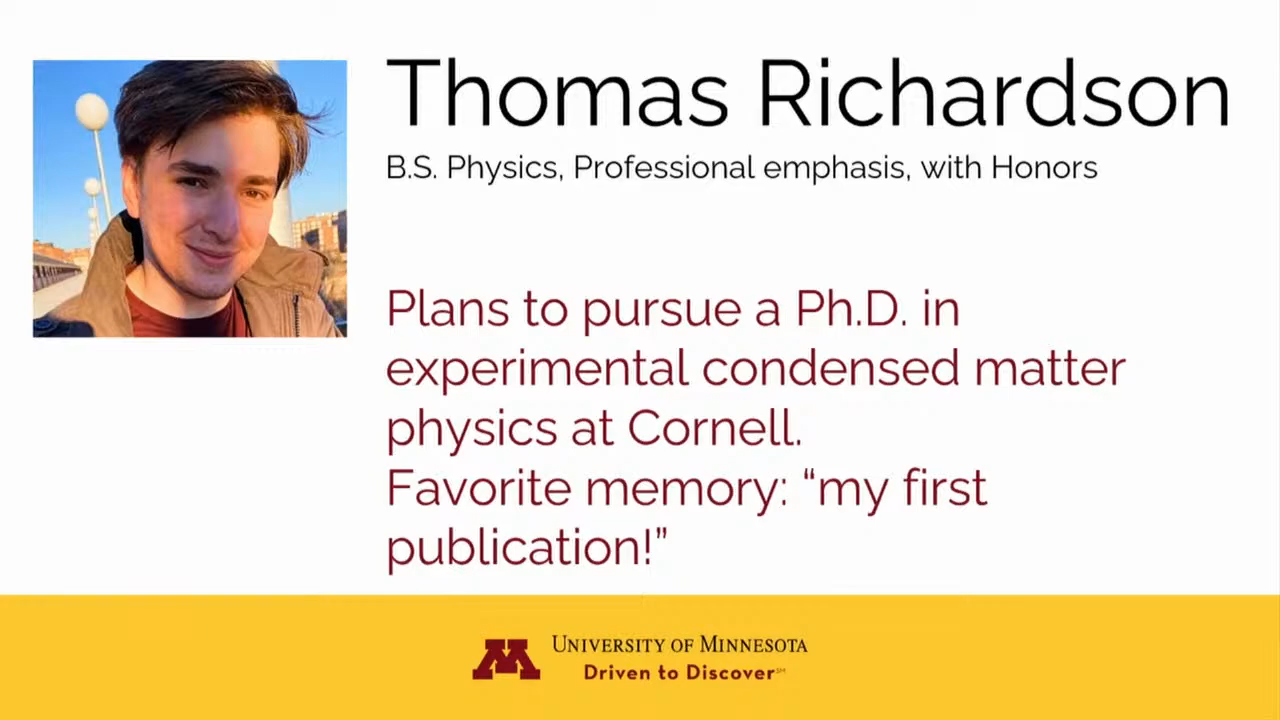 Thomas Richardson
B.S. Physics, Professional emphasis, with Honors
Plans to pursue a Ph.D. in
experimental condensed matter
physics at Cornell.
Favorite memory: “my first
publication!”
M
University of Minnesota
Driven to Discover℠